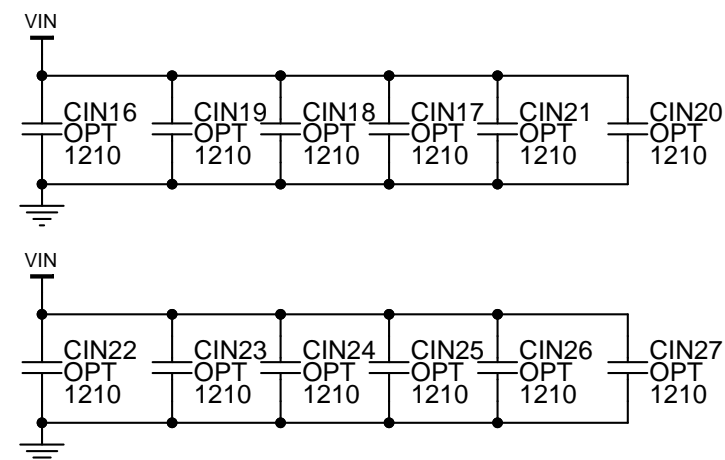 VIN
CIN16 CIN19 CIN18 CIN17 CIN21 CIN20
OPT OPT OPT OPT OPT OPT
1210 1210 1210 1210 1210 1210
VIN
CIN22 CIN23 CIN24 CIN25 CIN26 CIN27
OPT OPT OPT OPT OPT OPT
1210 1210 1210 1210 1210 1210